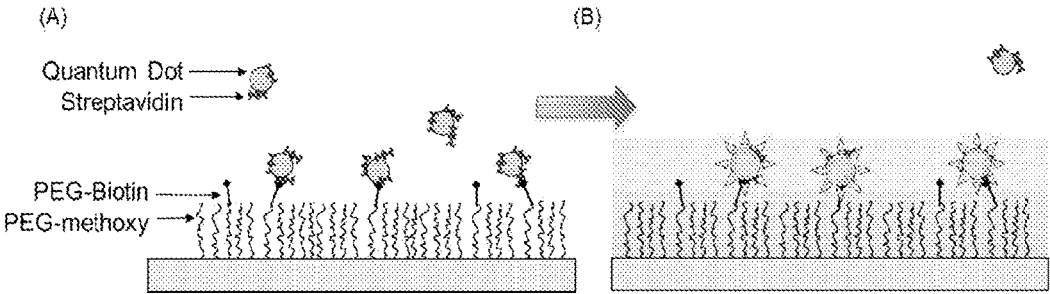 (A)
(B)
Quantum Dot
Streptavidin
PEG-Biotin
PEG-methoxy